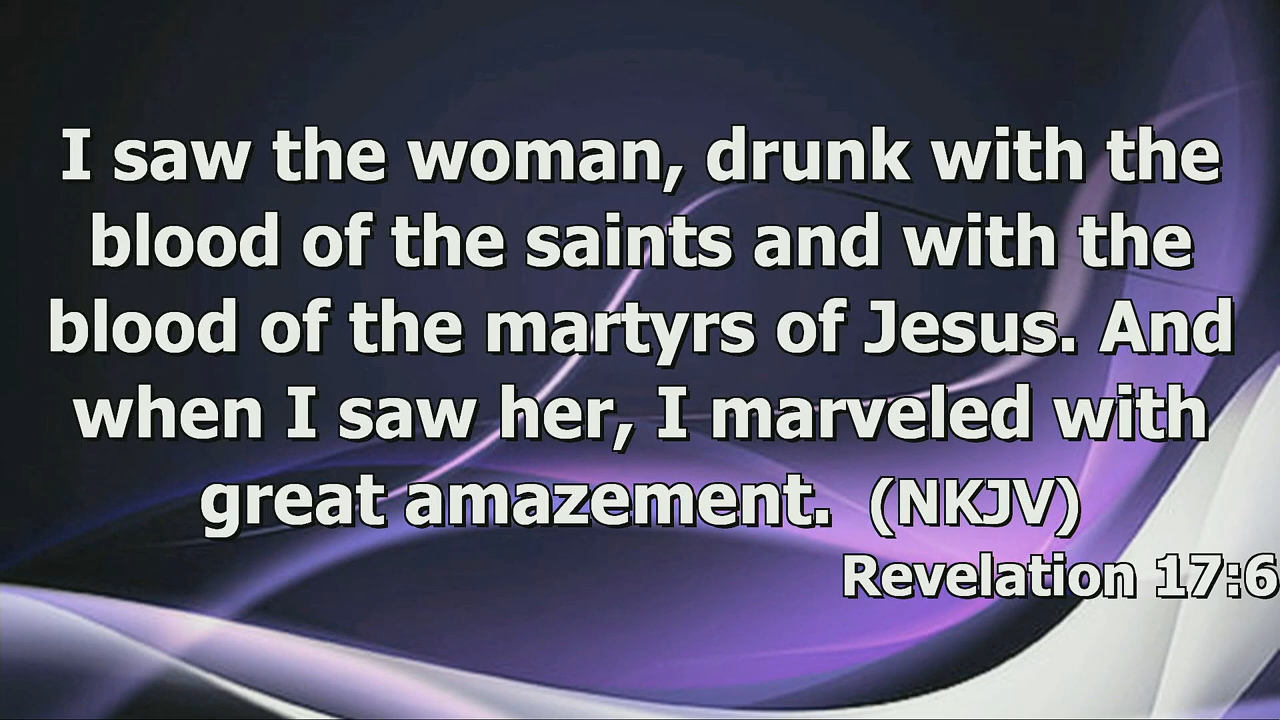 I saw the woman, drunk with the
blood of the saints and with the
blood of the martyrs of Jesus. And
when I saw her, I marveled with
great amazement.  (NKJV)
Revelation 17:6